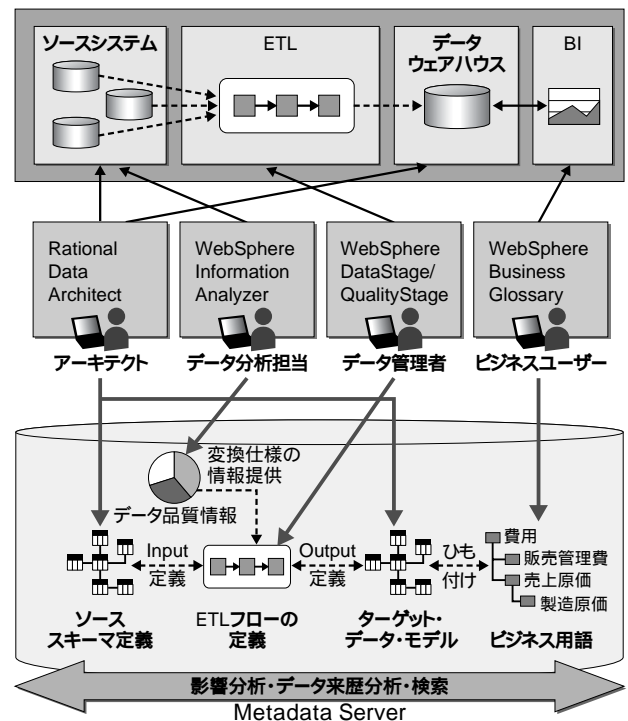 ソースシステム
ETL
データ
ウェアハウス
BI
Rational
Data
Architect
WebSphere
Information
Analyzer
WebSphere
DataStage/
QualityStage
WebSphere
Business
Glossary
アーキテクト
データ分析担当
データ管理者
ビジネスユーザー
変換仕様の
情報提供
データ品質情報
Input
定義
Output
定義
ひも
付け
費用
販売管理費
売上原価
製造原価
ソース
スキーマ定義
ETLフローの
定義
ターゲット・
データ・モデル
ビジネス用語
影響分析・データ来歴分析・検索
Metadata Server